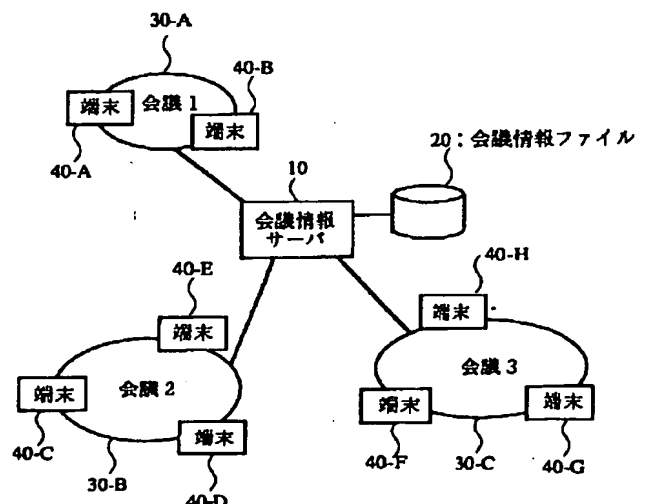 30-A
40-B
端末
会議1
端末
40-A
10
20：会議情報ファイル
会議情報
サーバ
40-E
40-H
端末
端末
会議2
会議3
端末
端末
端末
端末
40-C
30-B
40-D
40-F
30-C
40-G